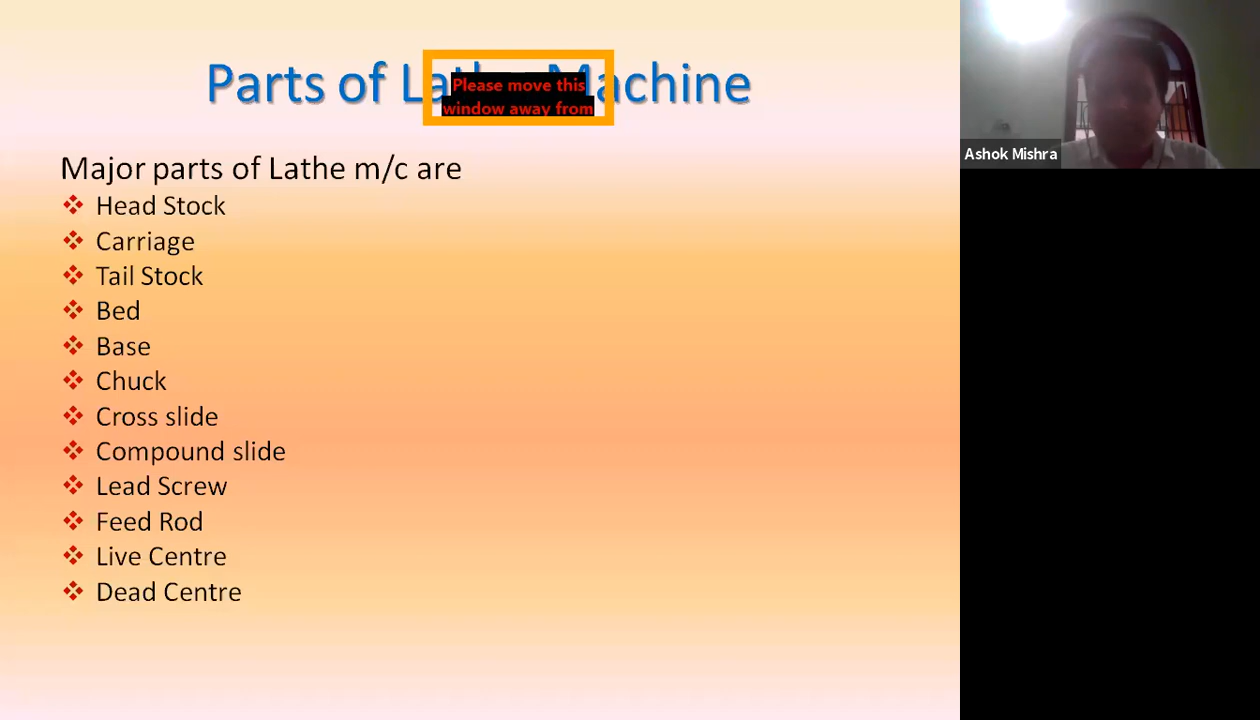 Parts of Lathe Machine
Please move this
window away from
Major parts of Lathe m/c are
Head Stock
Carriage
Tail Stock
Bed
Base
Chuck
Cross slide
Compound slide
Lead Screw
Feed Rod
Live Centre
Dead Centre
Ashok Mishra